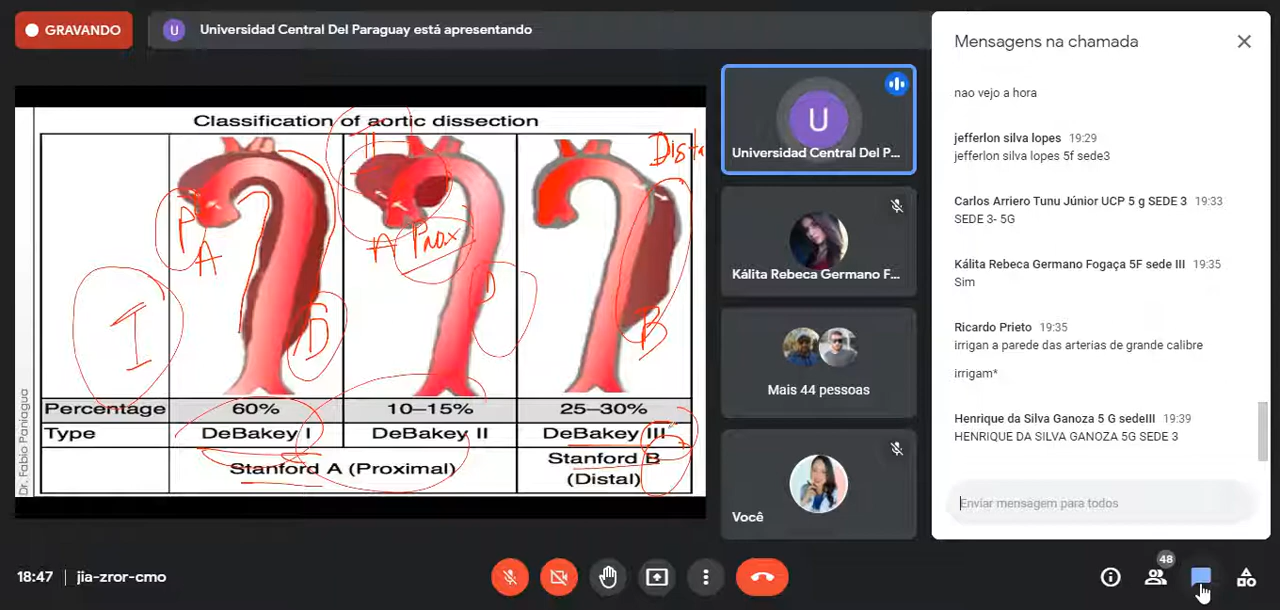 GRAVANDO
U
Universidad Central Del Paraguay está apresentando
Classification of aortic dissection
II
Dista
P
A
A
Prox
I
D
D
B
Percentage
60%
10–15%
25–30%
Type
DeBakey I
DeBakey II
DeBakey III
Stanford A (Proximal)
Stanford B
(Distal)
Dr. Fabio Paniagua
U
Universidad Central Del P...
Kálita Rebeca Germano F...
Mais 44 pessoas
Você
Mensagens na chamada
nao vejo a hora
jefferlon silva lopes 19:29
jefferlon silva lopes 5f sede3
Carlos Arriero Tunu Júnior UCP 5 g SEDE 3 19:33
SEDE 3- 5G
Kálita Rebeca Germano Fogaça 5F sede III 19:35
Sim
Ricardo Prieto 19:35
irrigan a parede das arterias de grande calibre
irrigam*
Henrique da Silva Ganoza 5 G sedeIII 19:39
HENRIQUE DA SILVA GANOZA 5G SEDE 3
Enviar mensagem para todos
18:47 | jia-zror-cmo
48